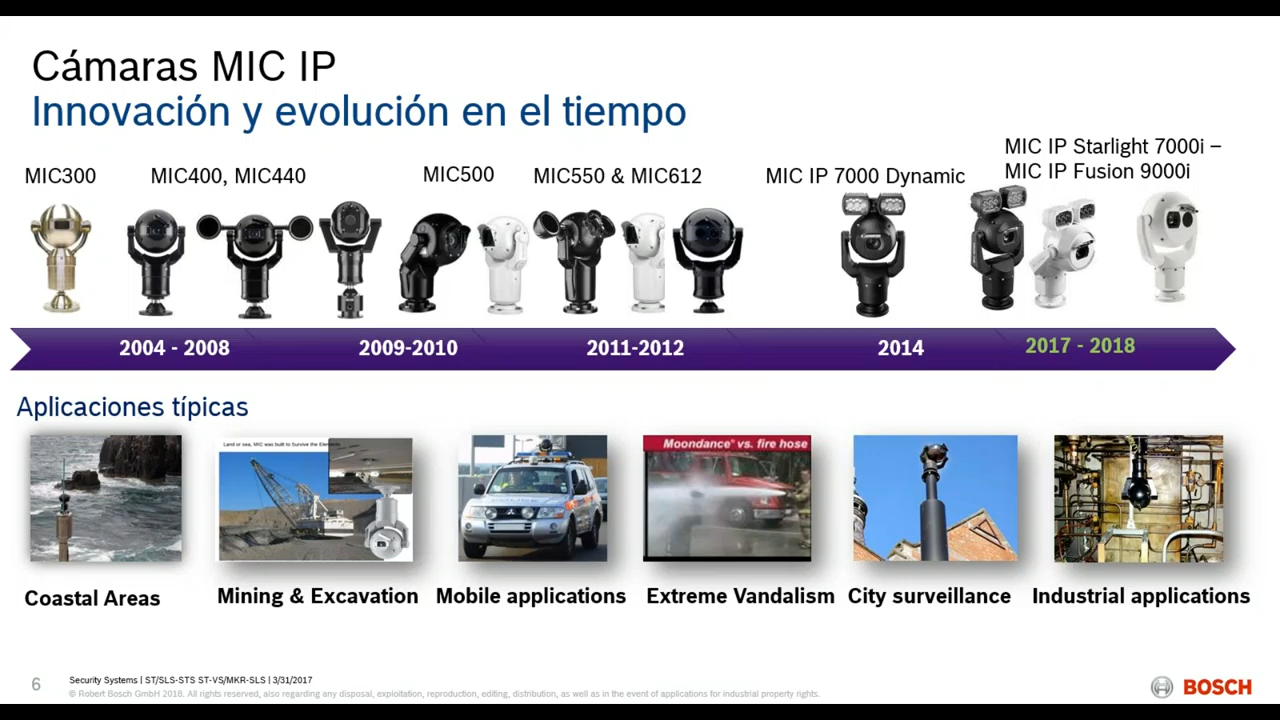 Cámaras MIC IP
Innovación y evolución en el tiempo
MIC300
MIC400, MIC440
MIC500
MIC550 & MIC612
MIC IP 7000 Dynamic
MIC IP Starlight 7000i –
MIC IP Fusion 9000i
2004 - 2008
2009-2010
2011-2012
2014
2017 - 2018
Aplicaciones típicas
Land or sea, MIC was built to Survive the Elements
Moondance® vs. fire hose
POLICE
Coastal Areas
Mining & Excavation
Mobile applications
Extreme Vandalism
City surveillance
Industrial applications
6
Security Systems | ST/SLS-STS ST-VS/MKR-SLS | 3/31/2017
© Robert Bosch GmbH 2018. All rights reserved, also regarding any disposal, exploitation, reproduction, editing, distribution, as well as in the event of applications for industrial property rights.
BOSCH